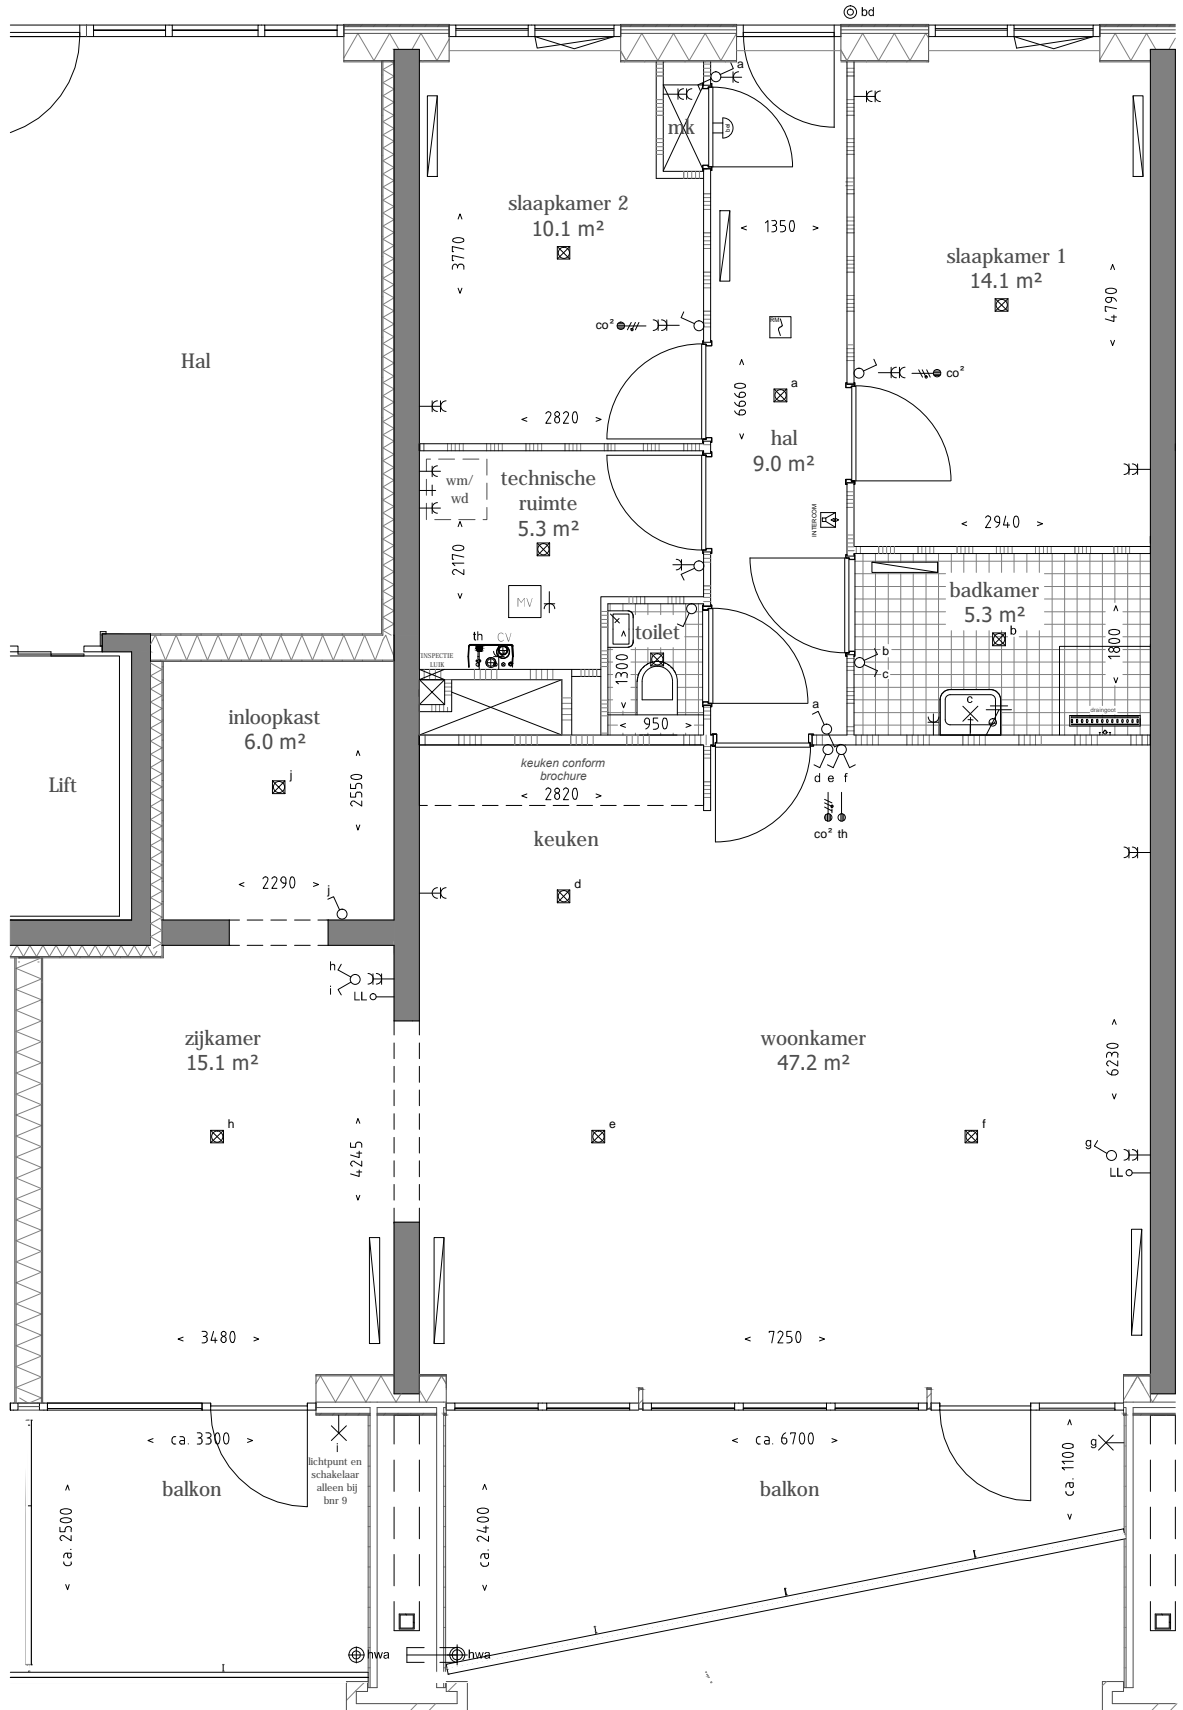 bd
a
mk
bel
slaapkamer 2
10.1 m²
3770
< 1350 >
slaapkamer 1
14.1 m²
4790
RM
co²
co²
Hal
a
6660
< 2820 >
hal
9.0 m²
wm/
wd
technische
ruimte
5.3 m²
INTERCOM
< 2940 >
2170
MV
badkamer
5.3 m²
b
toilet
th
CV
INSPECTIE
LUIK
1300
b
c
1800
c
draingoot
a
inloopkast
6.0 m²
< 950 >
keuken conform
brochure
d e f
Lift
j
2550
< 2820 >
co² th
keuken
< 2290 >
j
d
h
i
LL
zijkamer
15.1 m²
woonkamer
47.2 m²
6230
h
4245
e
f
g
LL
< 3480 >
< 7250 >
< ca. 3300 >
i
lichtpunt en
schakelaar
alleen bij
bnr 9
< ca. 6700 >
g
ca. 1100
balkon
balkon
ca. 2500
ca. 2400
hwa
hwa